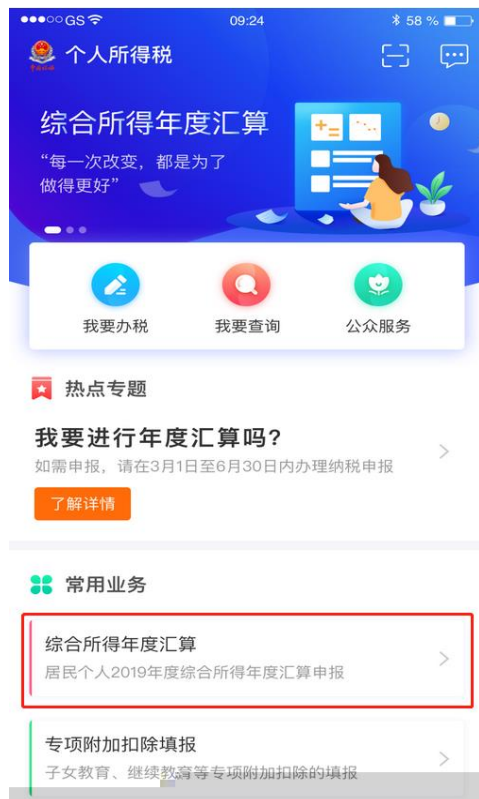 GS 09:24 58 %
个人所得税
综合所得年度汇算
“每一次改变，都是为了
做得更好”
我要办税 我要查询 公众服务
热点专题
我要进行年度汇算吗?
如需申报，请在3月1日至6月30日内办理纳税申报
了解详情
常用业务
综合所得年度汇算
居民个人2019年度综合所得年度汇算申报
专项附加扣除填报
子女教育、继续教育等专项附加扣除的填报